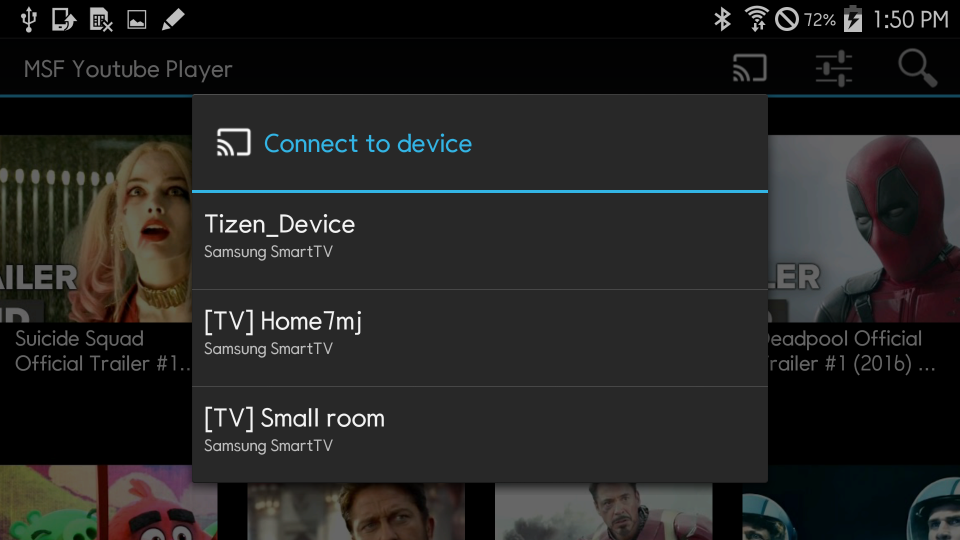 72% 1:50 PM
MSF Youtube Player
Connect to device
Tizen_Device
Samsung SmartTV
[TV] Home7mj
Samsung SmartTV
[TV] Small room
Samsung SmartTV
AILER
LER
Suicide Squad
Official Trailer #1...
Deadpool Official
Trailer #1 (2016) ...